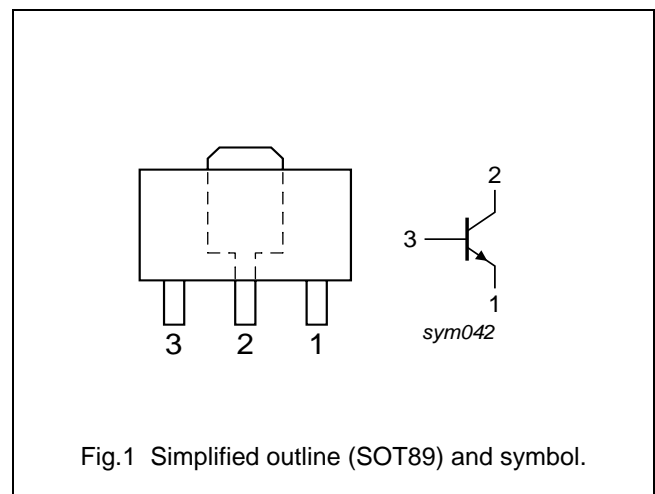 2
3
1
sym042
3 2 1
Fig.1 Simplified outline (SOT89) and symbol.